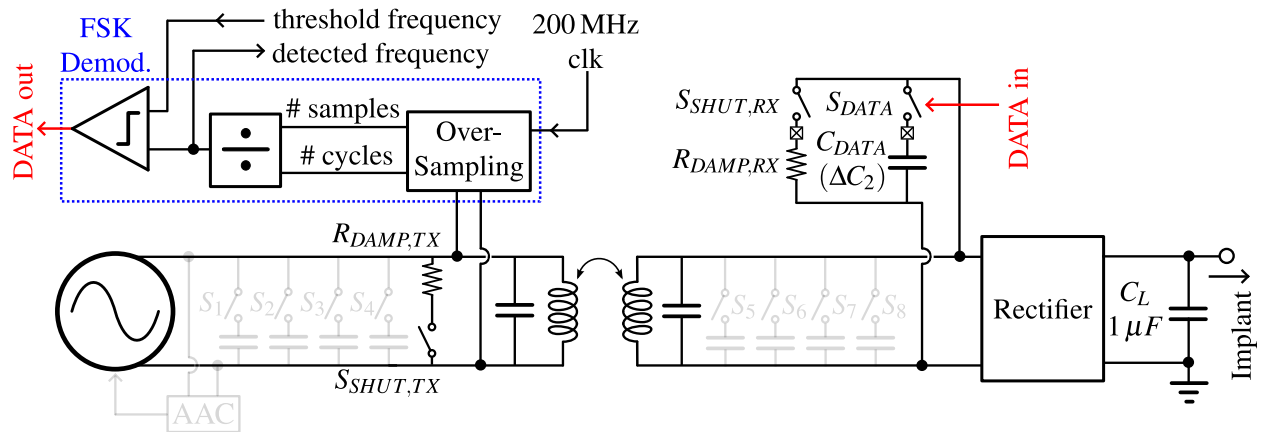 FSK
Demod.
threshold frequency
detected frequency
200 MHz
clk
DATA out
# samples
# cycles
Over-
Sampling
S_SHUT,RX
S_DATA
DATA in
R_DAMP,RX
C_DATA
(ΔC_2)
R_DAMP,TX
S_1
S_2
S_3
S_4
S_5
S_6
S_7
S_8
Rectifier
C_L
1 μF
Implant
S_SHUT,TX
AAC